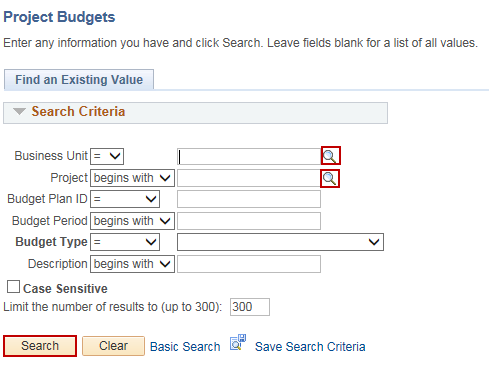 Project Budgets
Enter any information you have and click Search. Leave fields blank for a list of all values.
Find an Existing Value
Search Criteria
Business Unit =
Project begins with
Budget Plan ID =
Budget Period begins with
Budget Type =
Description begins with
Case Sensitive
Limit the number of results to (up to 300): 300
Search Clear Basic Search Save Search Criteria